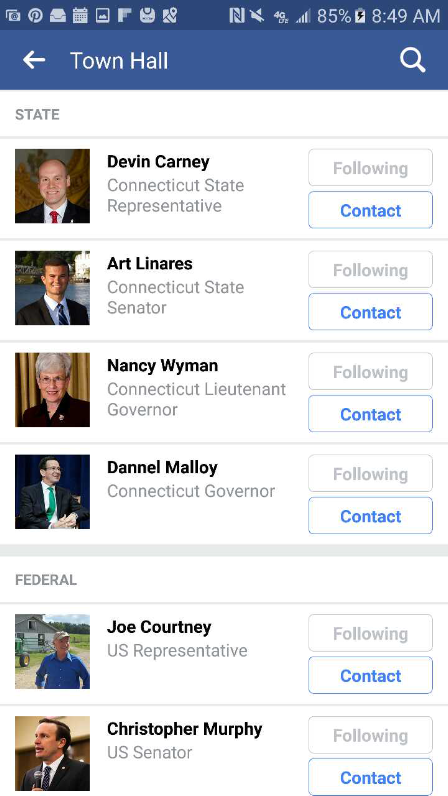 85% 8:49 AM
Town Hall
STATE
Devin Carney
Connecticut State
Representative
Following
Contact
Art Linares
Connecticut State
Senator
Following
Contact
Nancy Wyman
Connecticut Lieutenant
Governor
Following
Contact
Dannel Malloy
Connecticut Governor
Following
Contact
FEDERAL
Joe Courtney
US Representative
Following
Contact
Christopher Murphy
US Senator
Following
Contact